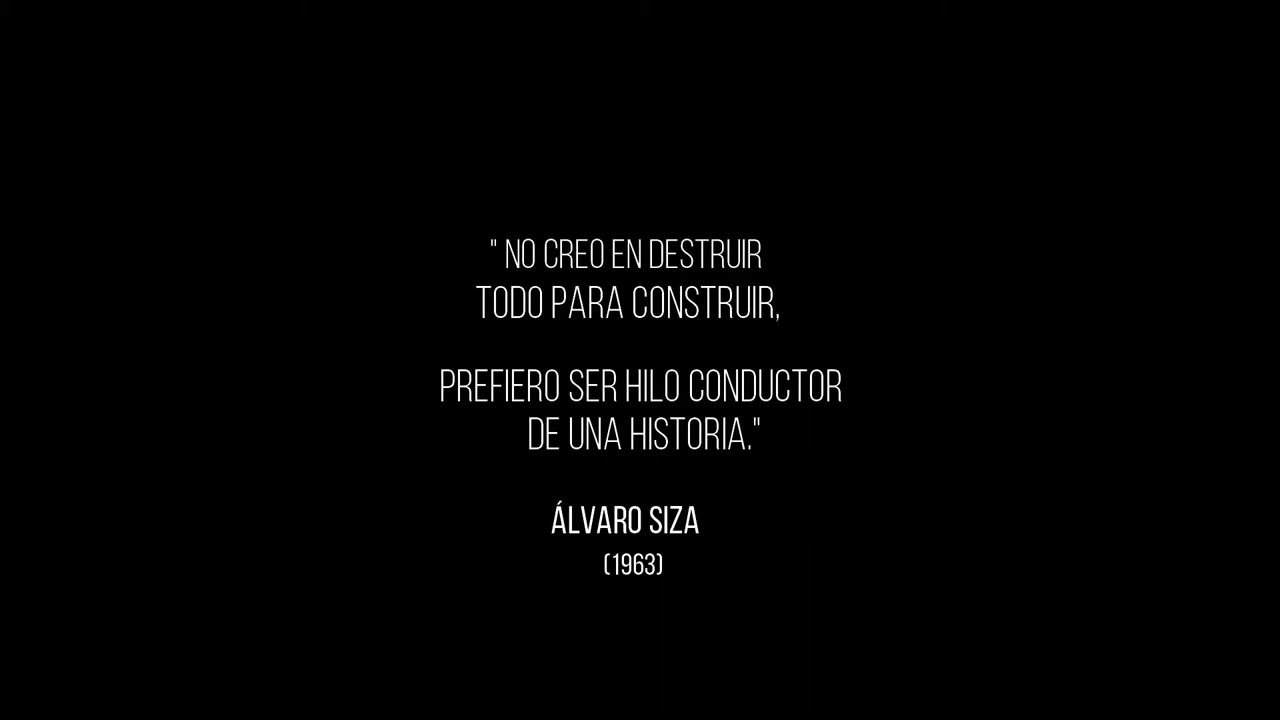 " NO CREO EN DESTRUIR
TODO PARA CONSTRUIR,
PREFIERO SER HILO CONDUCTOR
DE UNA HISTORIA."
ÁLVARO SIZA
(1963)